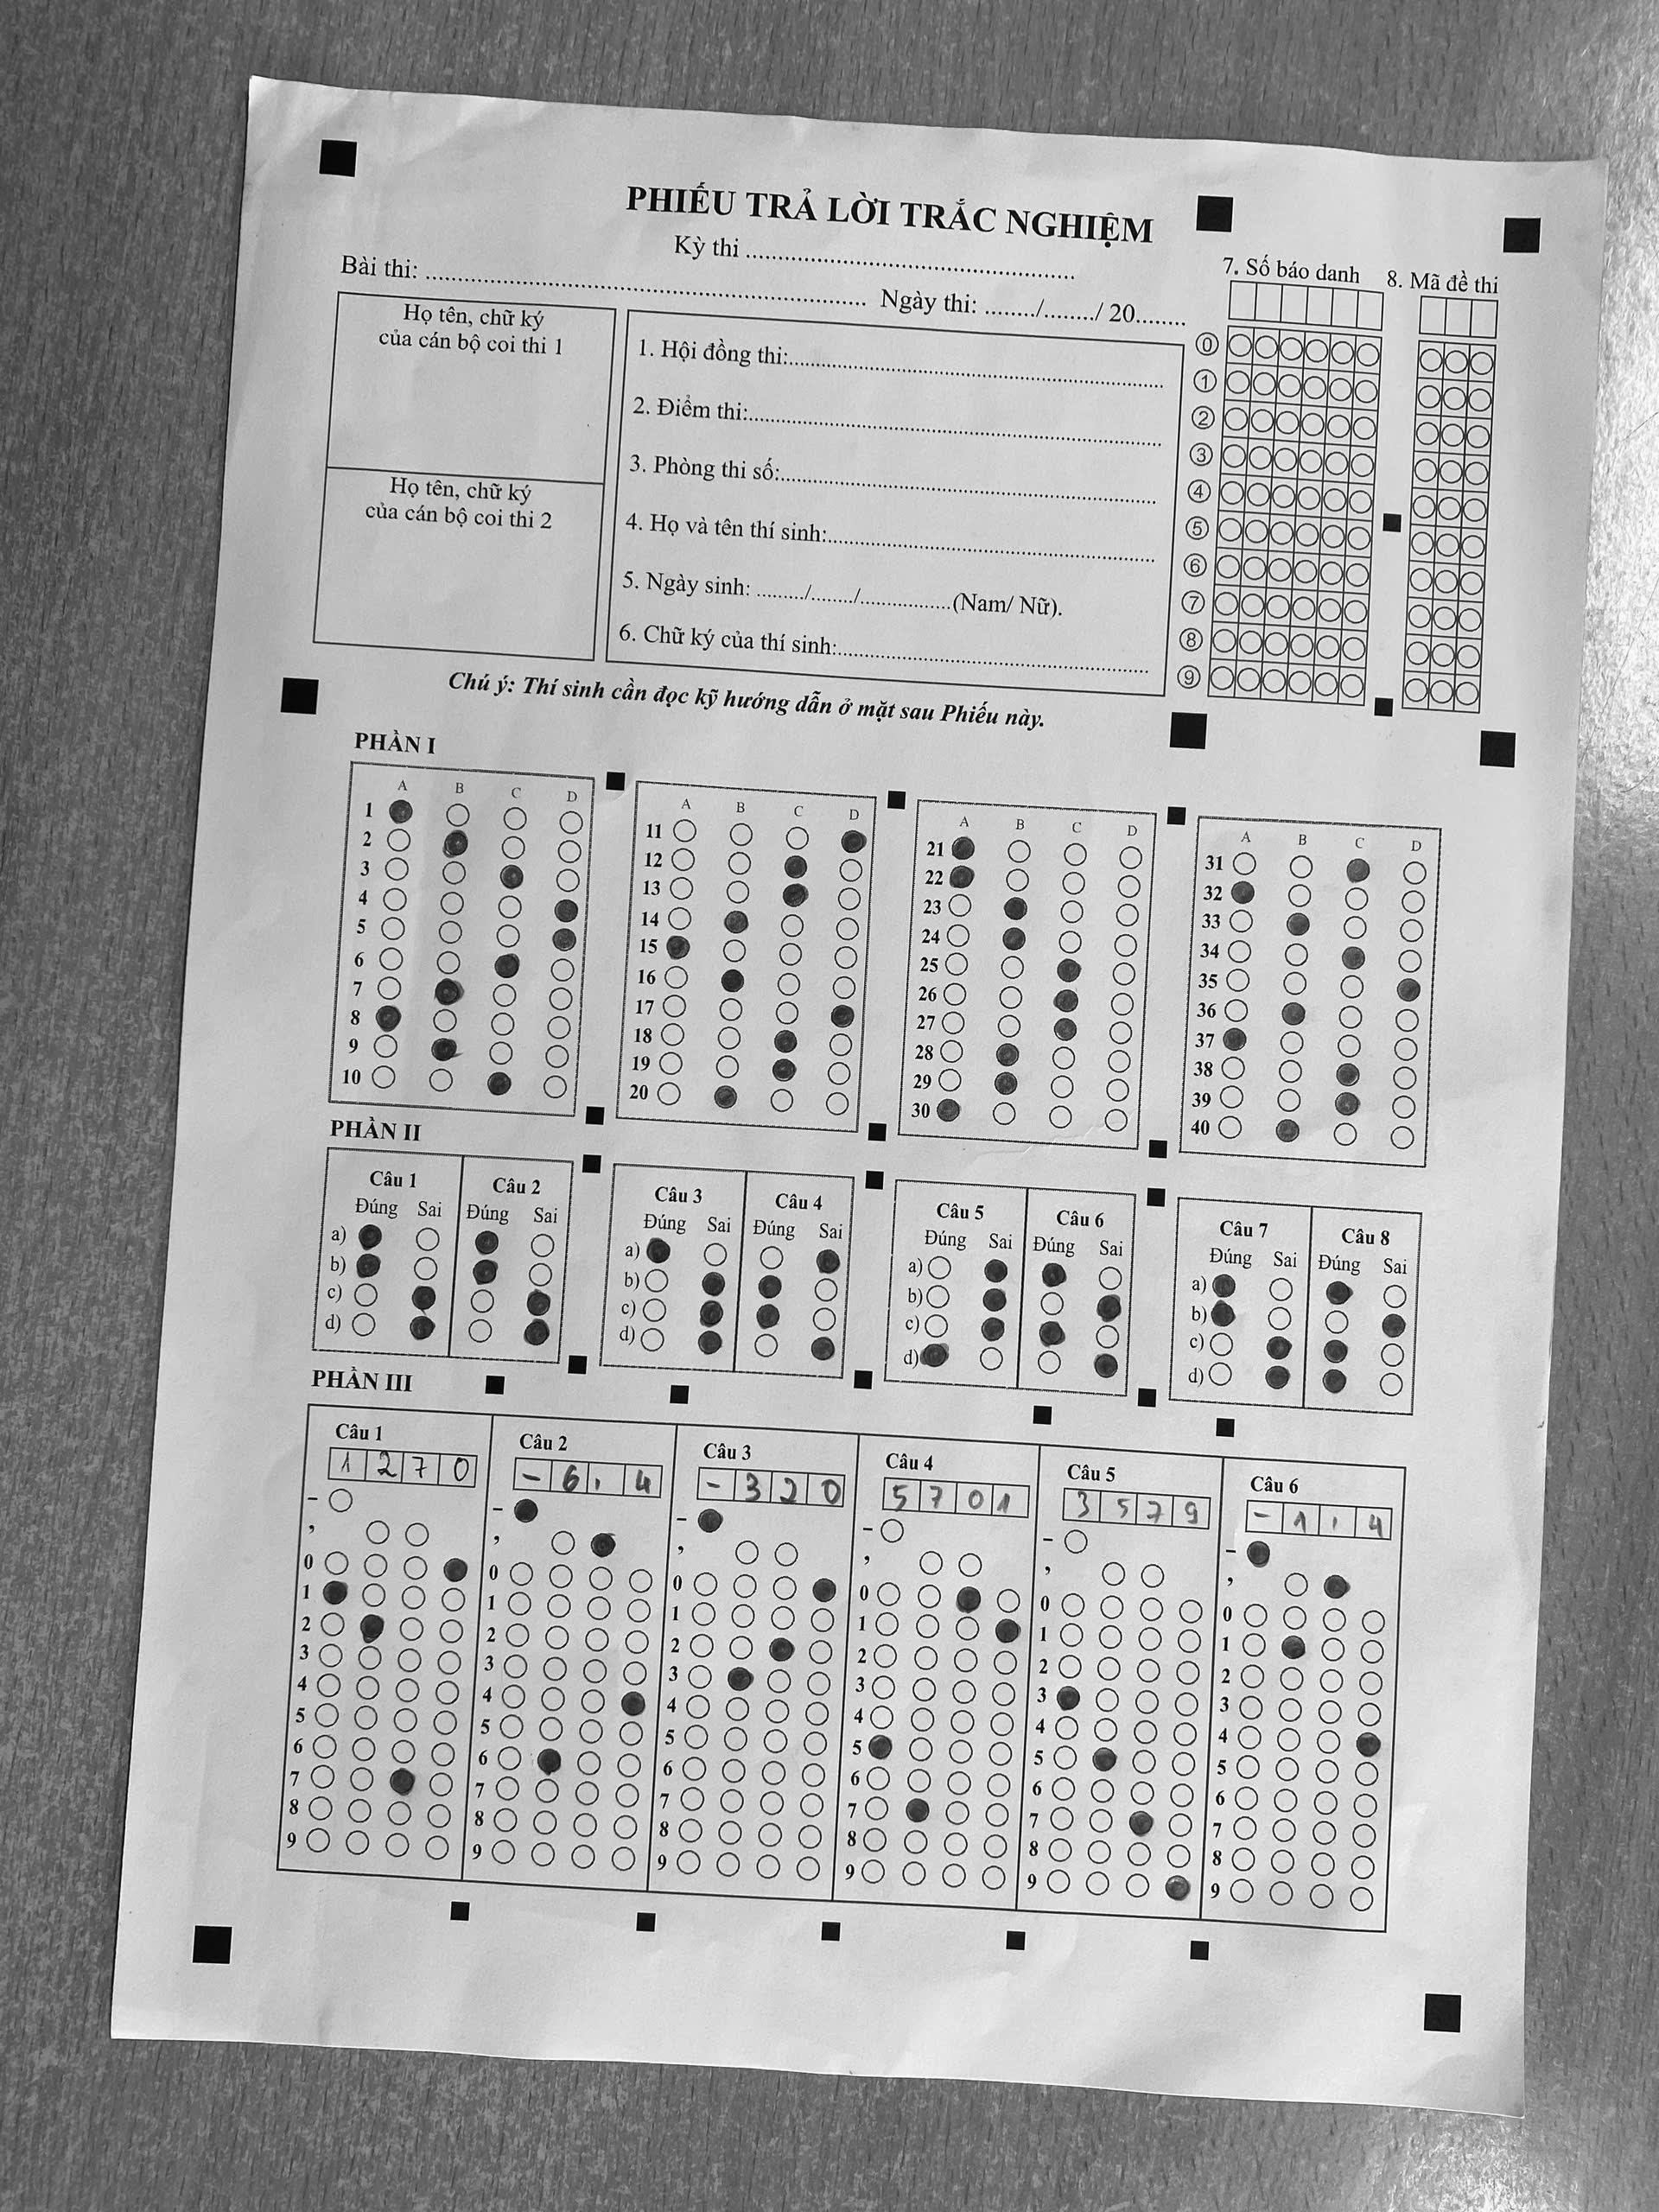 PHIẾU TRẢ LỜI TRẮC NGHIỆM
Kỳ thi ....................................................
Bài thi: ...................................................................... Ngày thi: ......../......../ 20........
7. Số báo danh
8. Mã đề thi
Họ tên, chữ ký
của cán bộ coi thi 1
Họ tên, chữ ký
của cán bộ coi thi 2
1. Hội đồng thi:............................................................
2. Điểm thi:..................................................................
3. Phòng thi số:............................................................
4. Họ và tên thí sinh:....................................................
5. Ngày sinh: ........./......../...............(Nam/ Nữ).
6. Chữ ký của thí sinh:..................................................
0
1
2
3
4
5
6
7
8
9
Chú ý: Thí sinh cần đọc kỹ hướng dẫn ở mặt sau Phiếu này.
PHẦN I
A B C D
1
2
3
4
5
6
7
8
9
10
A B C D
11
12
13
14
15
16
17
18
19
20
A B C D
21
22
23
24
25
26
27
28
29
30
A B C D
31
32
33
34
35
36
37
38
39
40
PHẦN II
Câu 1 Câu 2
Đúng Sai Đúng Sai
a)
b)
c)
d)
Câu 3 Câu 4
Đúng Sai Đúng Sai
a)
b)
c)
d)
Câu 5 Câu 6
Đúng Sai Đúng Sai
a)
b)
c)
d)
Câu 7 Câu 8
Đúng Sai Đúng Sai
a)
b)
c)
d)
PHẦN III
Câu 1
1 2 7 0
-
,
0
1
2
3
4
5
6
7
8
9
Câu 2
- 6 , 4
-
,
0
1
2
3
4
5
6
7
8
9
Câu 3
- 3 2 0
-
,
0
1
2
3
4
5
6
7
8
9
Câu 4
5 7 0 1
-
,
0
1
2
3
4
5
6
7
8
9
Câu 5
3 5 7 9
-
,
0
1
2
3
4
5
6
7
8
9
Câu 6
- 1 , 4
-
,
0
1
2
3
4
5
6
7
8
9